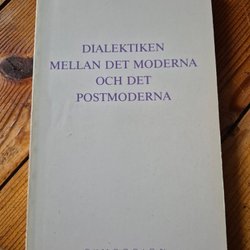 DIALEKTIKEN
MELLAN DET MODERNA
OCH DET
POSTMODERNA